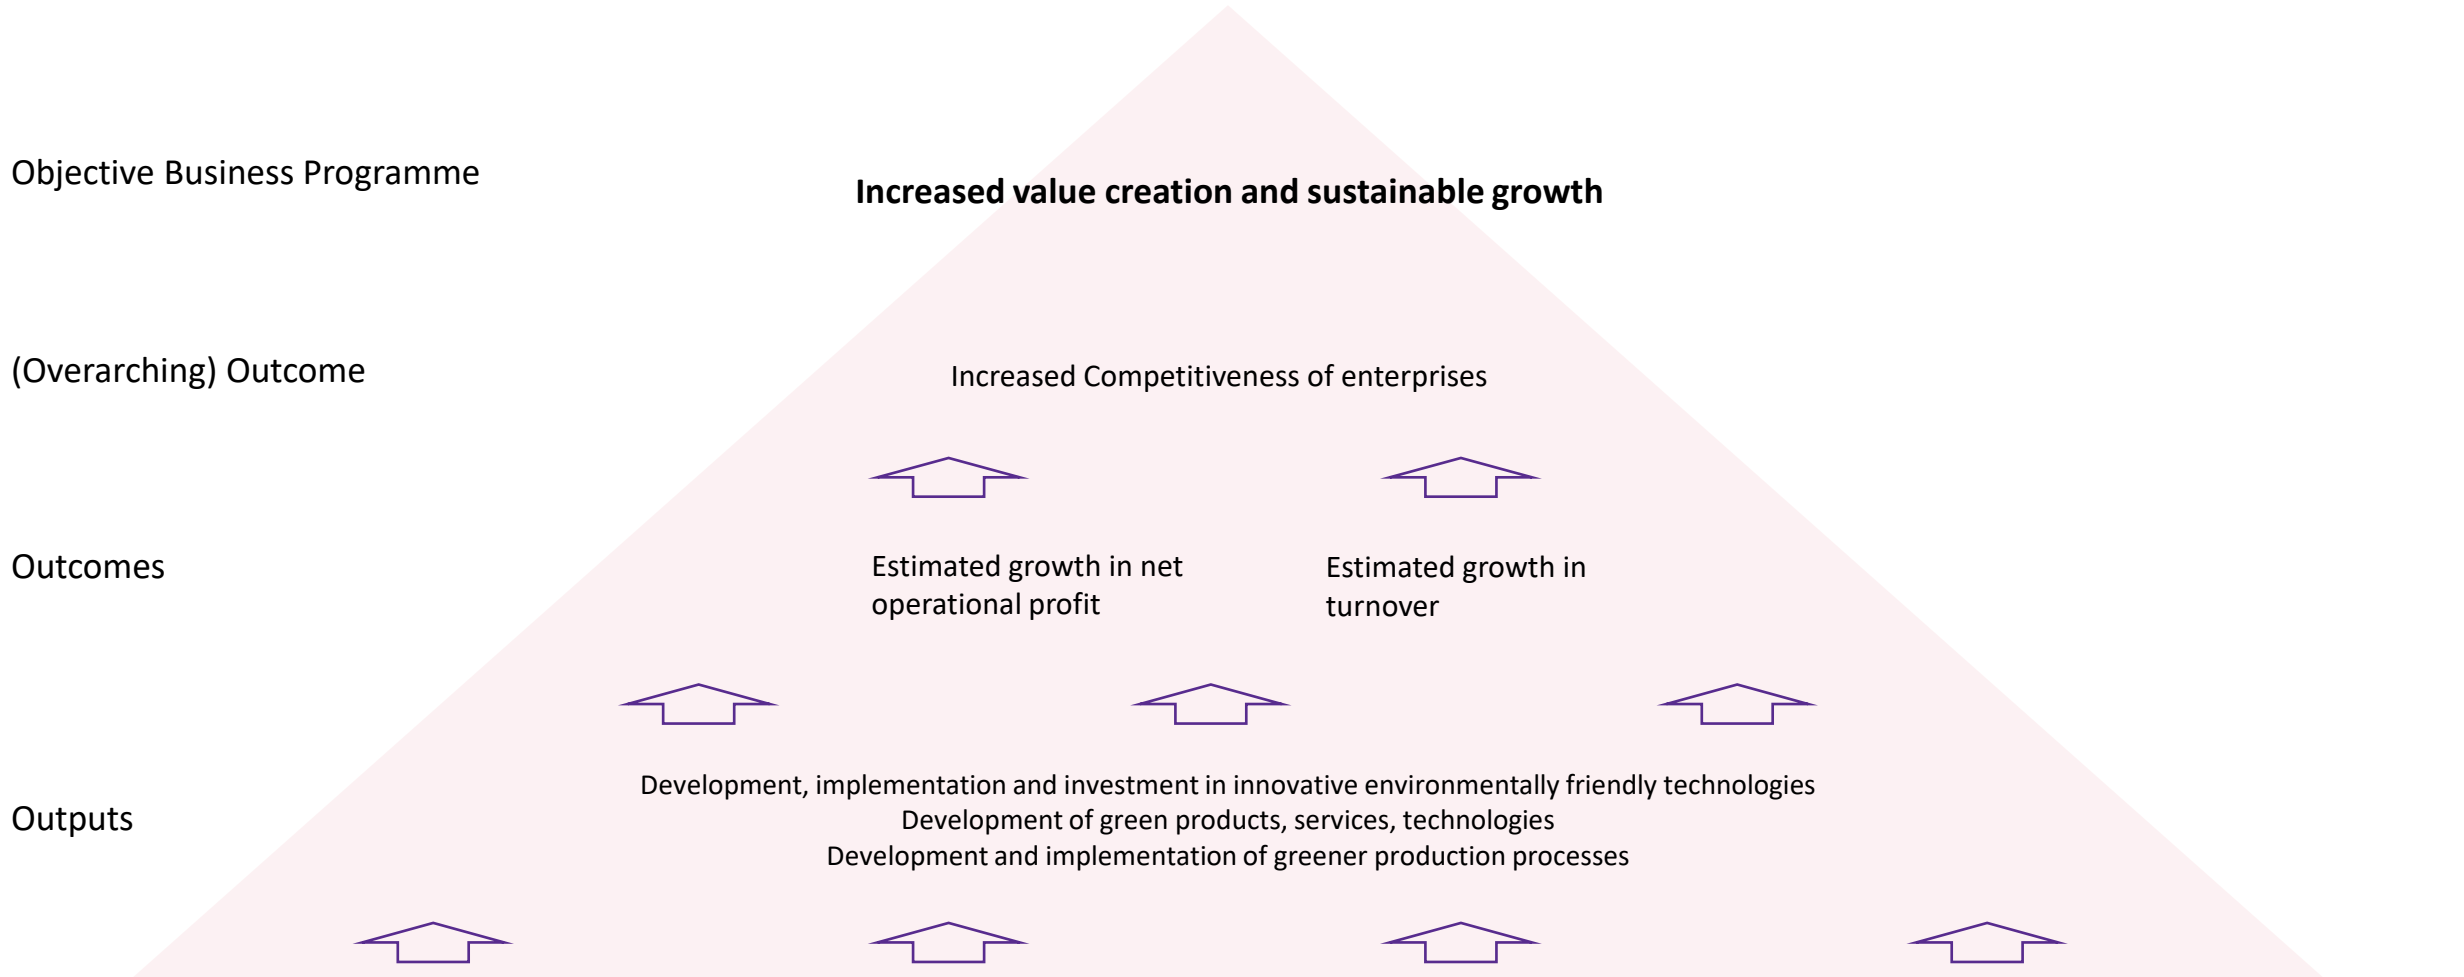 Objective Business Programme
Increased value creation and sustainable growth
(Overarching) Outcome
Increased Competitiveness of enterprises
Outcomes
Estimated growth in net
operational profit
Estimated growth in
turnover
Outputs
Development, implementation and investment in innovative environmentally friendly technologies
Development of green products, services, technologies
Development and implementation of greener production processes